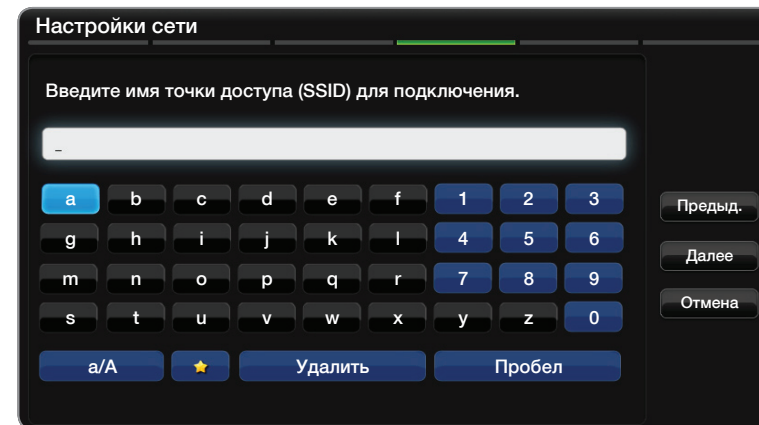 Настройки сети
Введите имя точки доступа (SSID) для подключения.
_
a b c d e f 1 2 3
g h i j k l 4 5 6
m n o p q r 7 8 9
s t u v w x y z 0
a/A Удалить Пробел
Предыд.
Далее
Отмена